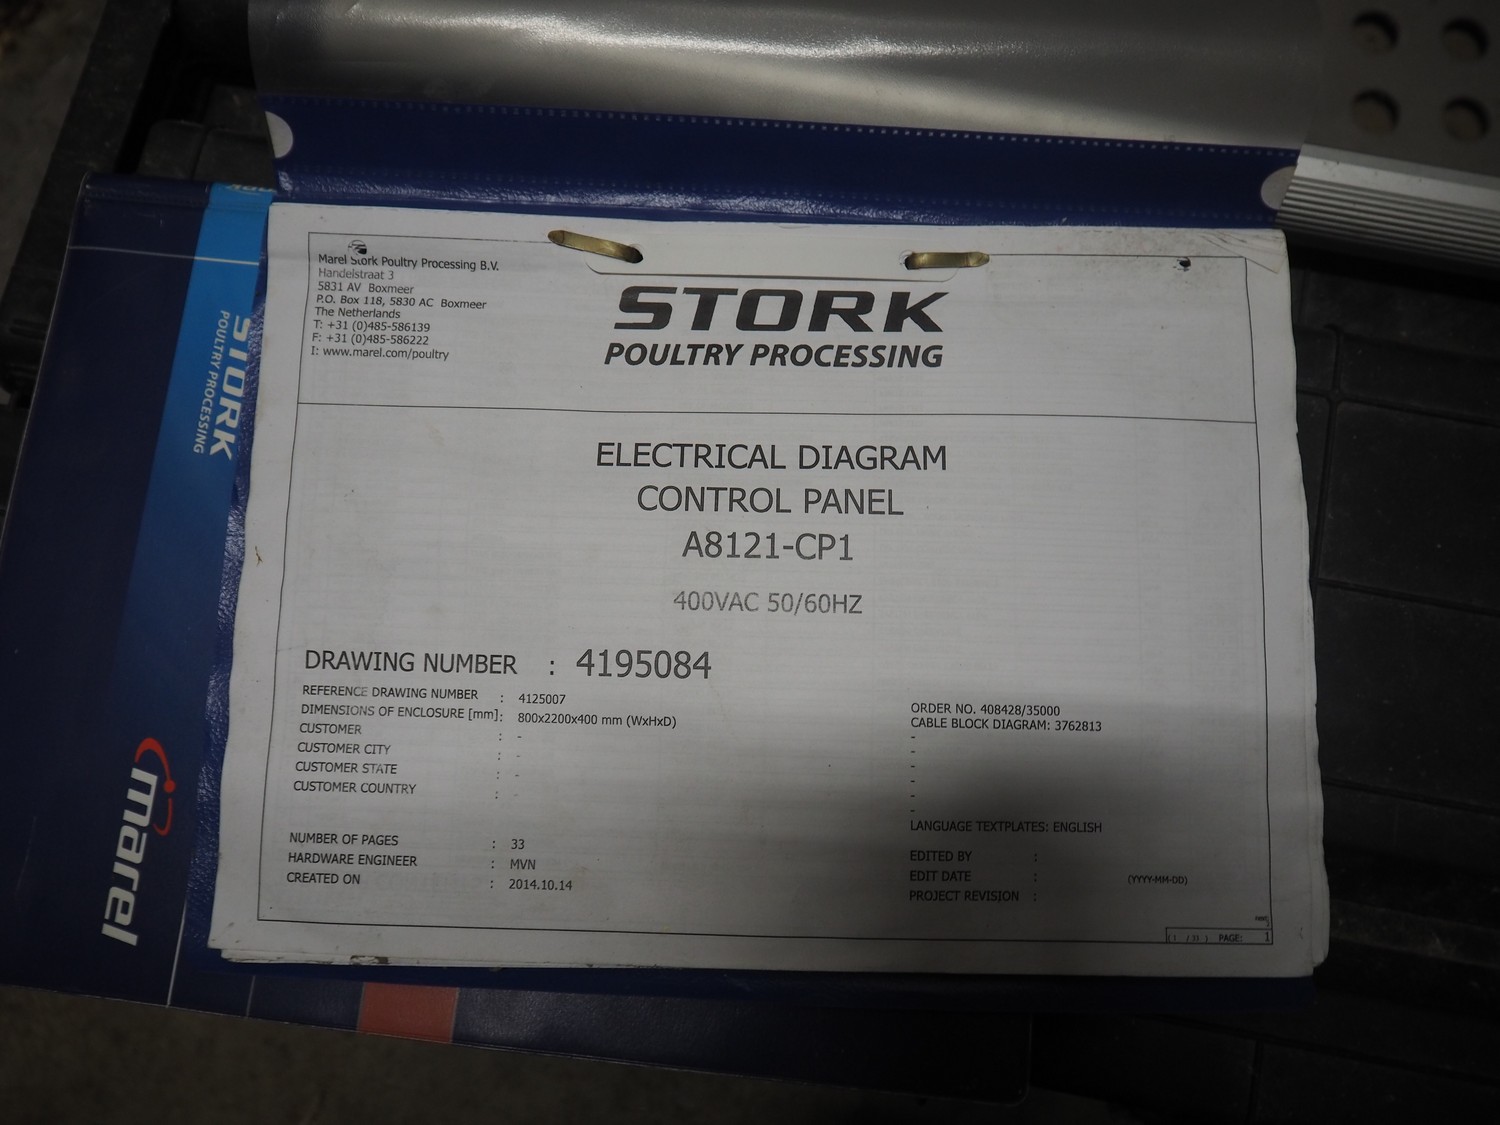 Marel Stork Poultry Processing B.V.
Handelstraat 3
5831 AV Boxmeer
P.O. Box 118, 5830 AC Boxmeer
The Netherlands
T: +31 (0)485-586139
F: +31 (0)485-586222
I: www.marel.com/poultry
STORK
POULTRY PROCESSING
ELECTRICAL DIAGRAM
CONTROL PANEL
A8121-CP1
400VAC 50/60HZ
DRAWING NUMBER : 4195084
REFERENCE DRAWING NUMBER : 4125007
DIMENSIONS OF ENCLOSURE [mm]: 800x2200x400 mm (WxHxD)
CUSTOMER : -
CUSTOMER CITY : -
CUSTOMER STATE : -
CUSTOMER COUNTRY : -
NUMBER OF PAGES : 33
HARDWARE ENGINEER : MVN
CREATED ON : 2014.10.14
ORDER NO. 408428/35000
CABLE BLOCK DIAGRAM: 3762813
-
-
-
-
-
-
LANGUAGE TEXTPLATES: ENGLISH
EDITED BY :
EDIT DATE : (YYYY-MM-DD)
PROJECT REVISION :
PAGE: 1
STORK
POULTRY PROCESSING
marel